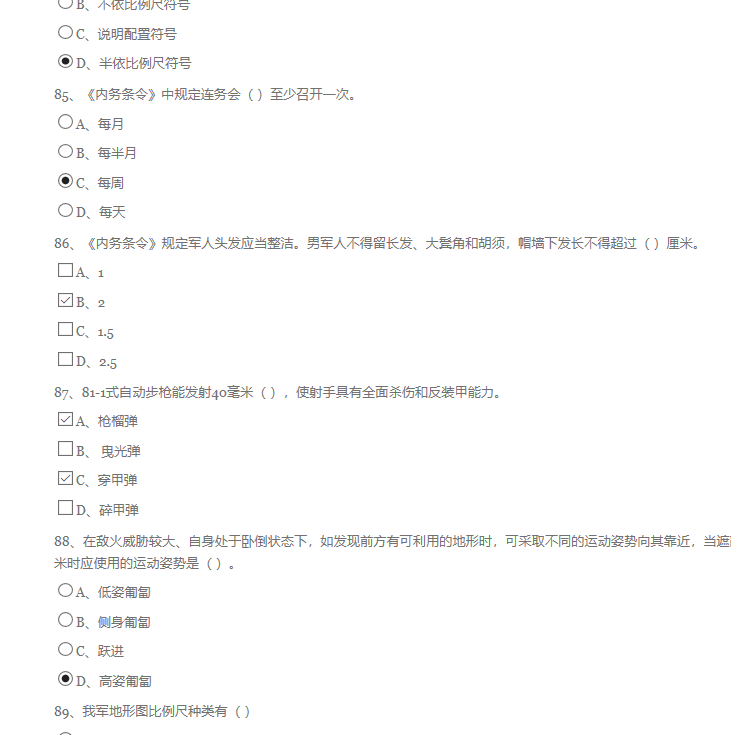 B、不依比例尺符号
C、说明配置符号
D、半依比例尺符号
85、《内务条令》中规定连务会（ ）至少召开一次。
A、每月
B、每半月
C、每周
D、每天
86、《内务条令》规定军人头发应当整洁。男军人不得留长发、大鬓角和胡须，帽墙下发长不得超过（ ）厘米。
A、1
B、2
C、1.5
D、2.5
87、81-1式自动步枪能发射40毫米（ ），使射手具有全面杀伤和反装甲能力。
A、枪榴弹
B、 曳光弹
C、穿甲弹
D、碎甲弹
88、在敌火威胁较大、自身处于卧倒状态下，如发现前方有可利用的地形时，可采取不同的运动姿势向其靠近，当遮
米时应使用的运动姿势是（ ）。
A、低姿匍匐
B、侧身匍匐
C、跃进
D、高姿匍匐
89、我军地形图比例尺种类有（ ）